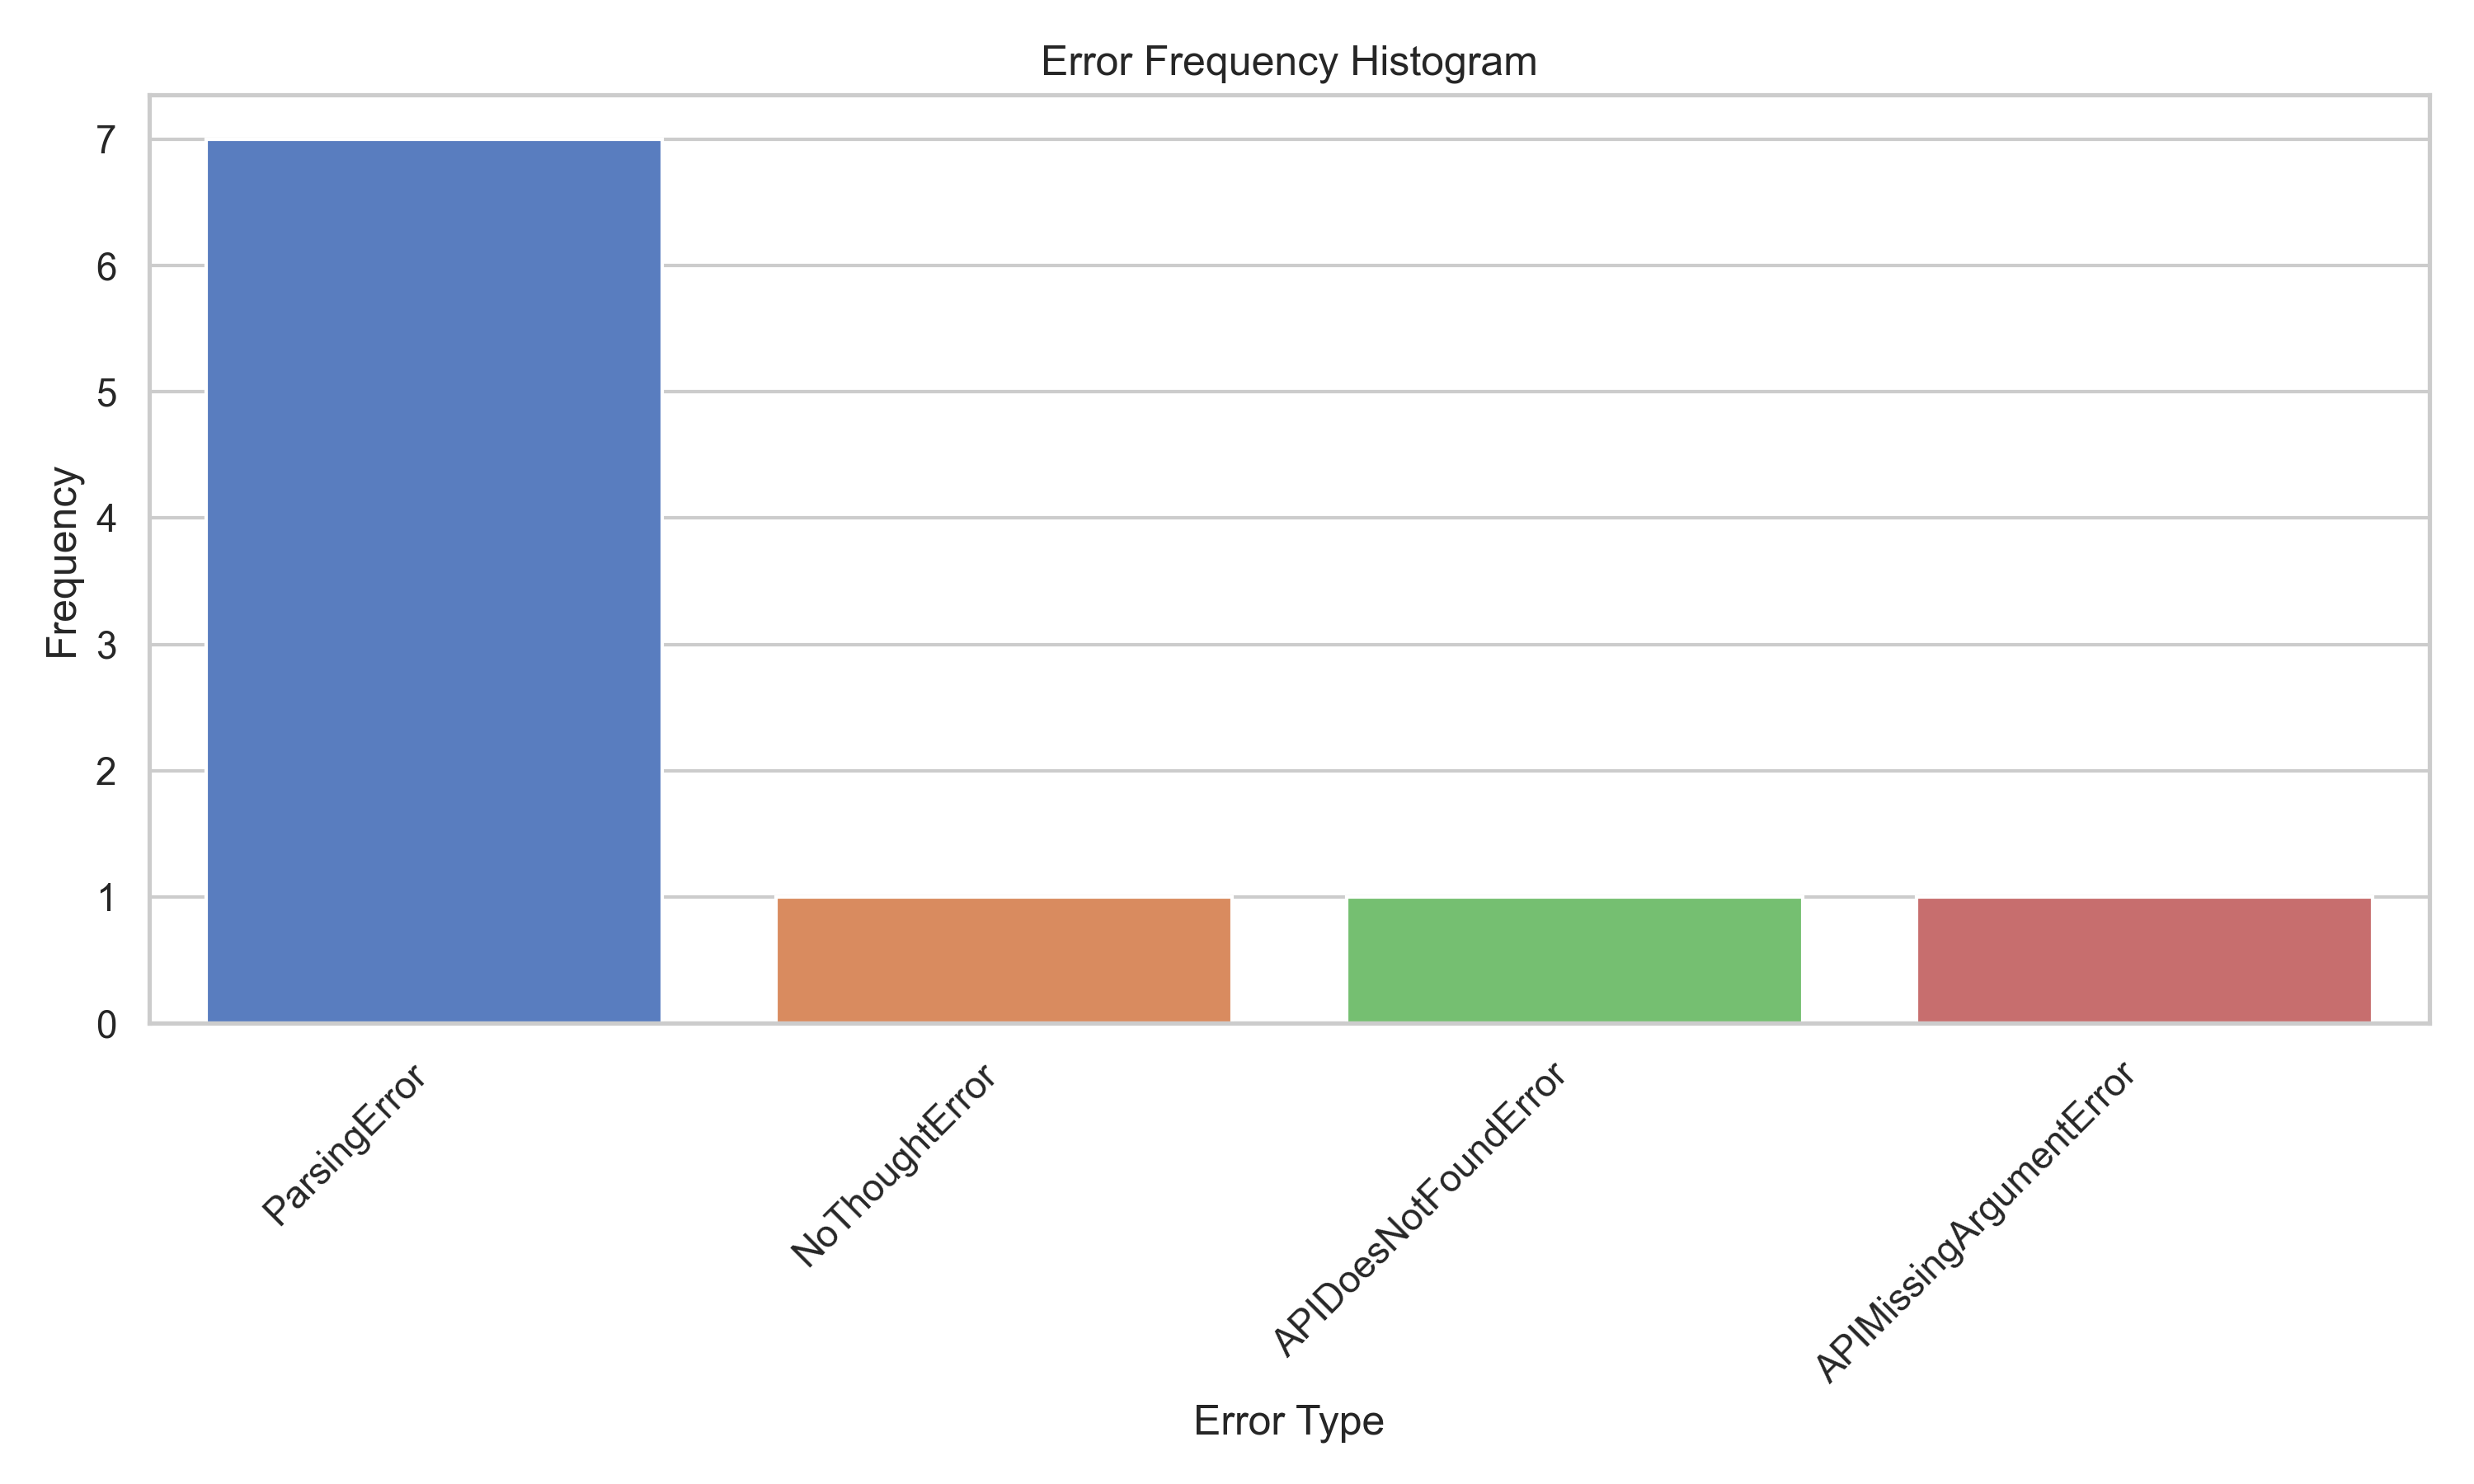 Error Frequency Histogram
Frequency
7
6
5
4
3
2
1
0
ParsingError
NoThoughtError
APIDoesNotFoundError
APIMissingArgumentError
Error Type